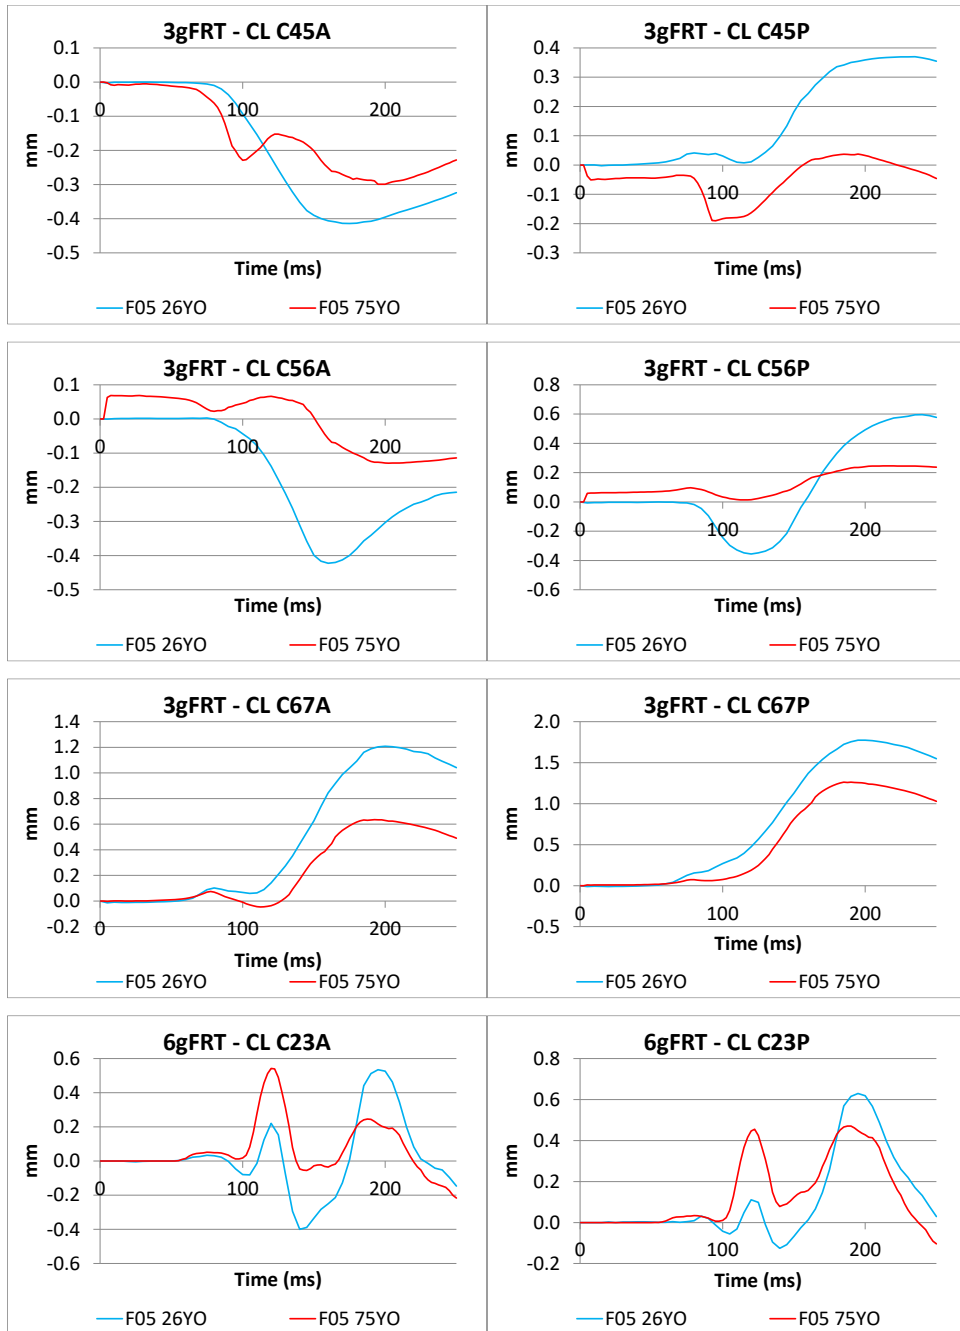 3gFRT - CL C45A
0.1
0.0
-0.1
-0.2
-0.3
-0.4
-0.5
mm
0
100
200
Time (ms)
F05 26YO
F05 75YO
3gFRT - CL C45P
0.4
0.3
0.2
0.1
0.0
-0.1
-0.2
-0.3
mm
0
100
200
Time (ms)
F05 26YO
F05 75YO
3gFRT - CL C56A
0.1
0.0
-0.1
-0.2
-0.3
-0.4
-0.5
mm
0
100
200
Time (ms)
F05 26YO
F05 75YO
3gFRT - CL C56P
0.8
0.6
0.4
0.2
0.0
-0.2
-0.4
-0.6
mm
0
100
200
Time (ms)
F05 26YO
F05 75YO
3gFRT - CL C67A
1.4
1.2
1.0
0.8
0.6
0.4
0.2
0.0
-0.2
mm
0
100
200
Time (ms)
F05 26YO
F05 75YO
3gFRT - CL C67P
2.0
1.5
1.0
0.5
0.0
-0.5
mm
0
100
200
Time (ms)
F05 26YO
F05 75YO
6gFRT - CL C23A
0.6
0.4
0.2
0.0
-0.2
-0.4
-0.6
mm
0
100
200
Time (ms)
F05 26YO
F05 75YO
6gFRT - CL C23P
0.8
0.6
0.4
0.2
0.0
-0.2
mm
0
100
200
Time (ms)
F05 26YO
F05 75YO